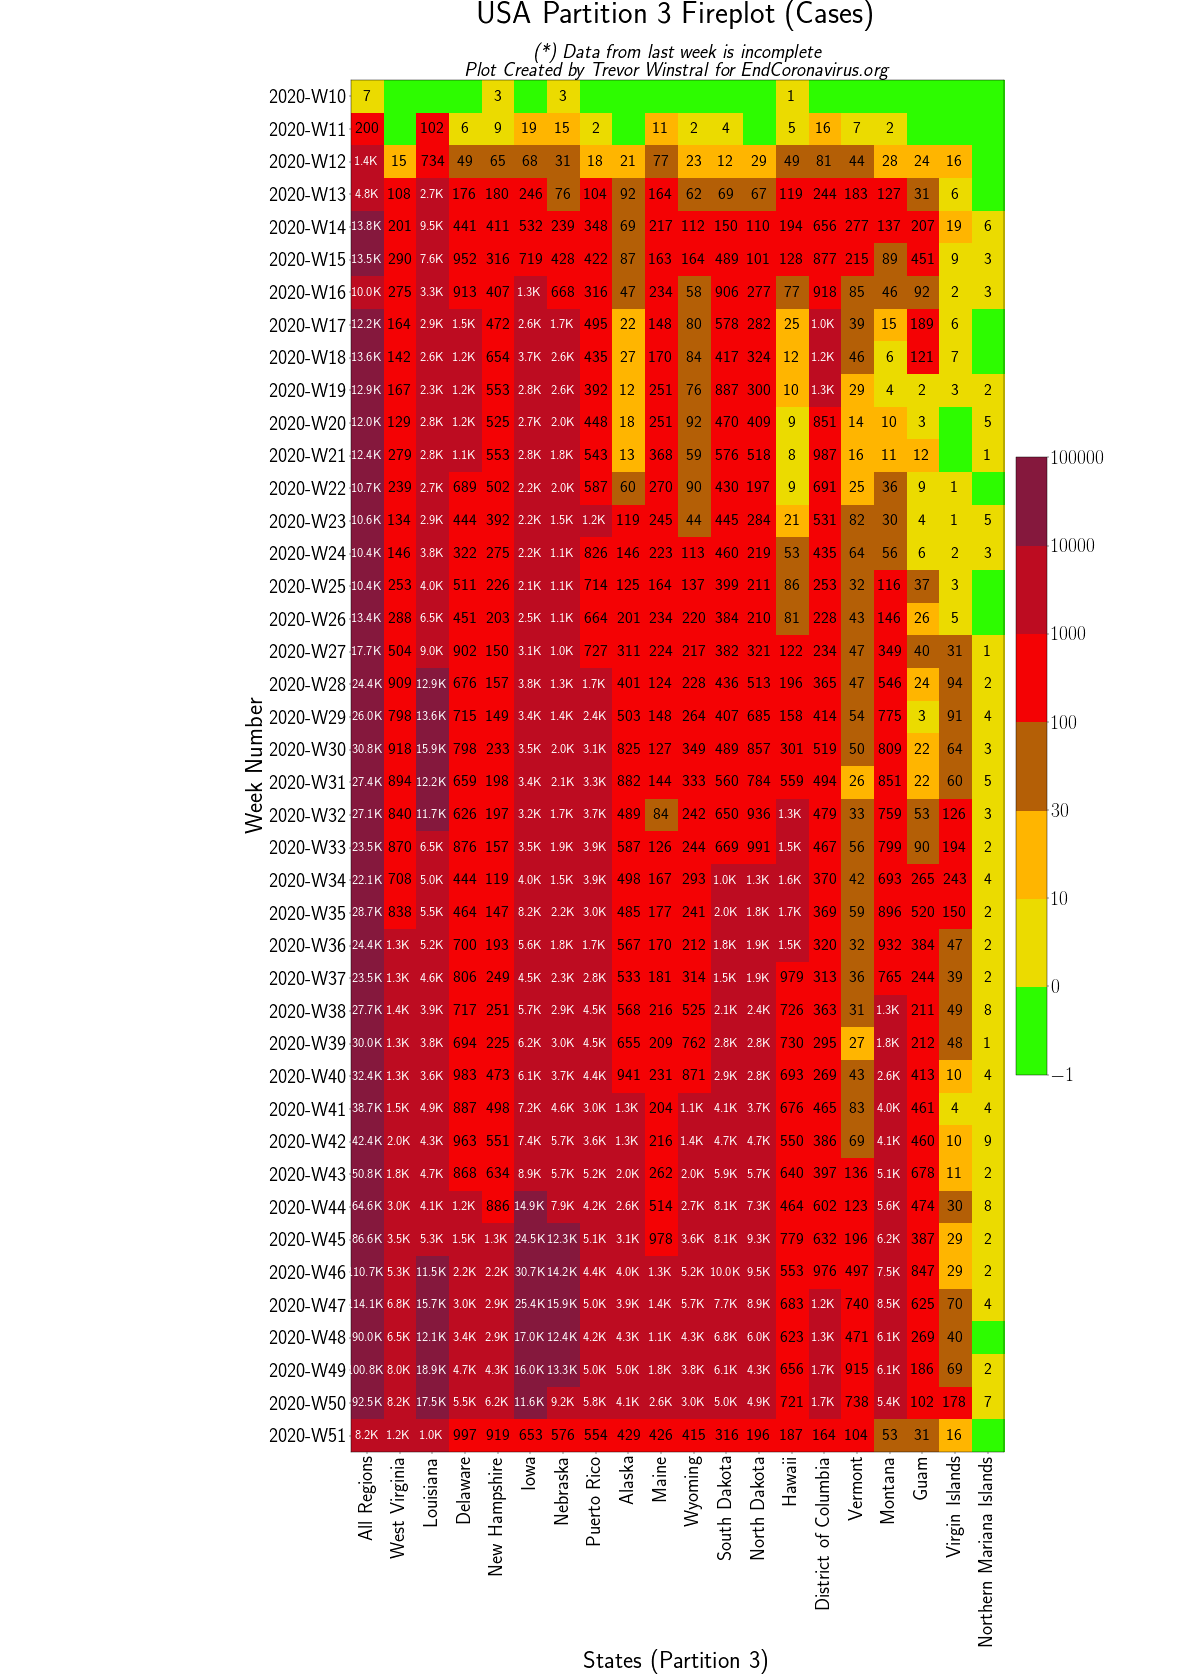 USA Partition 3 Fireplot (Cases)
(*) Data from last week is incomplete
Plot Created by Trevor Winstral for EndCoronavirus.org
2020-W10 7 3 3 1
2020-W11 200 102 6 9 19 15 2 11 2 4 5 16 7 2
2020-W12 1.4K 15 734 49 65 68 31 18 21 77 23 12 29 49 81 44 28 24 16
2020-W13 4.8K 108 2.7K 176 180 246 76 104 92 164 62 69 67 119 244 183 127 31 6
2020-W14 13.8K 201 9.5K 441 411 532 239 348 69 217 112 150 110 194 656 277 137 207 19 6
2020-W15 13.5K 290 7.6K 952 316 719 428 422 87 163 164 489 101 128 877 215 89 451 9 3
2020-W16 10.0K 275 3.3K 913 407 1.3K 668 316 47 234 58 906 277 77 918 85 46 92 2 3
2020-W17 12.2K 164 2.9K 1.5K 472 2.6K 1.7K 495 22 148 80 578 282 25 1.0K 39 15 189 6
2020-W18 13.6K 142 2.6K 1.2K 654 3.7K 2.6K 435 27 170 84 417 324 12 1.2K 46 6 121 7
2020-W19 12.9K 167 2.3K 1.2K 553 2.8K 2.6K 392 12 251 76 887 300 10 1.3K 29 4 2 3 2
2020-W20 12.0K 129 2.8K 1.2K 525 2.7K 2.0K 448 18 251 92 470 409 9 851 14 10 3 5
2020-W21 12.4K 279 2.8K 1.1K 553 2.8K 1.8K 543 13 368 59 576 518 8 987 16 11 12 1
2020-W22 10.7K 239 2.7K 689 502 2.2K 2.0K 587 60 270 90 430 197 9 691 25 36 9 1
2020-W23 10.6K 134 2.9K 444 392 2.2K 1.5K 1.2K 119 245 44 445 284 21 531 82 30 4 1 5
2020-W24 10.4K 146 3.8K 322 275 2.2K 1.1K 826 146 223 113 460 219 53 435 64 56 6 2 3
2020-W25 10.4K 253 4.0K 511 226 2.1K 1.1K 714 125 164 137 399 211 86 253 32 116 37 3
2020-W26 13.4K 288 6.5K 451 203 2.5K 1.1K 664 201 234 220 384 210 81 228 43 146 26 5
2020-W27 17.7K 504 9.0K 902 150 3.1K 1.0K 727 311 224 217 382 321 122 234 47 349 40 31 1
2020-W28 24.4K 909 12.9K 676 157 3.8K 1.3K 1.7K 401 124 228 436 513 196 365 47 546 24 94 2
2020-W29 26.0K 798 13.6K 715 149 3.4K 1.4K 2.4K 503 148 264 407 685 158 414 54 775 3 91 4
2020-W30 30.8K 918 15.9K 798 233 3.5K 2.0K 3.1K 825 127 349 489 857 301 519 50 809 22 64 3
2020-W31 27.4K 894 12.2K 659 198 3.4K 2.1K 3.3K 882 144 333 560 784 559 494 26 851 22 60 5
2020-W32 27.1K 840 11.7K 626 197 3.2K 1.7K 3.7K 489 84 242 650 936 1.3K 479 33 759 53 126 3
2020-W33 23.5K 870 6.5K 876 157 3.5K 1.9K 3.9K 587 126 244 669 991 1.5K 467 56 799 90 194 2
2020-W34 22.1K 708 5.0K 444 119 4.0K 1.5K 3.9K 498 167 293 1.0K 1.3K 1.6K 370 42 693 265 243 4
2020-W35 28.7K 838 5.5K 464 147 8.2K 2.2K 3.0K 485 177 241 2.0K 1.8K 1.7K 369 59 896 520 150 2
2020-W36 24.4K 1.3K 5.2K 700 193 5.6K 1.8K 1.7K 567 170 212 1.8K 1.9K 1.5K 320 32 932 384 47 2
2020-W37 23.5K 1.3K 4.6K 806 249 4.5K 2.3K 2.8K 533 181 314 1.5K 1.9K 979 313 36 765 244 39 2
2020-W38 27.7K 1.4K 3.9K 717 251 5.7K 2.9K 4.5K 568 216 525 2.1K 2.4K 726 363 31 1.3K 211 49 8
2020-W39 30.0K 1.3K 3.8K 694 225 6.2K 3.0K 4.5K 655 209 762 2.8K 2.8K 730 295 27 1.8K 212 48 1
2020-W40 32.4K 1.3K 3.6K 983 473 6.1K 3.7K 4.4K 941 231 871 2.9K 2.8K 693 269 43 2.6K 413 10 4
2020-W41 38.7K 1.5K 4.9K 887 498 7.2K 4.6K 3.0K 1.3K 204 1.1K 4.1K 3.7K 676 465 83 4.0K 461 4 4
2020-W42 42.4K 2.0K 4.3K 963 551 7.4K 5.7K 3.6K 1.3K 216 1.4K 4.7K 4.7K 550 386 69 4.1K 460 10 9
2020-W43 50.8K 1.8K 4.7K 868 634 8.9K 5.7K 5.2K 2.0K 262 2.0K 5.9K 5.7K 640 397 136 5.1K 678 11 2
2020-W44 64.6K 3.0K 4.1K 1.2K 886 14.9K 7.9K 4.2K 2.6K 514 2.7K 8.1K 7.3K 464 602 123 5.6K 474 30 8
2020-W45 86.6K 3.5K 5.3K 1.5K 1.3K 24.5K 12.3K 5.1K 3.1K 978 3.6K 8.1K 9.3K 779 632 196 6.2K 387 29 2
2020-W46 110.7K 5.3K 11.5K 2.2K 2.2K 30.7K 14.2K 4.4K 4.0K 1.3K 5.2K 10.0K 9.5K 553 976 497 7.5K 847 29 2
2020-W47 114.1K 6.8K 15.7K 3.0K 2.9K 25.4K 15.9K 5.0K 3.9K 1.4K 5.7K 7.7K 8.9K 683 1.2K 740 8.5K 625 70 4
2020-W48 90.0K 6.5K 12.1K 3.4K 2.9K 17.0K 12.4K 4.2K 4.3K 1.1K 4.3K 6.8K 6.0K 623 1.3K 471 6.1K 269 40
2020-W49 100.8K 8.0K 18.9K 4.7K 4.3K 16.0K 13.3K 5.0K 5.0K 1.8K 3.8K 6.1K 4.3K 656 1.7K 915 6.1K 186 69 2
2020-W50 92.5K 8.2K 17.5K 5.5K 6.2K 11.6K 9.2K 5.8K 4.1K 2.6K 3.0K 5.0K 4.9K 721 1.7K 738 5.4K 102 178 7
2020-W51 8.2K 1.2K 1.0K 997 919 653 576 554 429 426 415 316 196 187 164 104 53 31 16
Week Number
All Regions
West Virginia
Louisiana
Delaware
New Hampshire
Iowa
Nebraska
Puerto Rico
Alaska
Maine
Wyoming
South Dakota
North Dakota
Hawaii
District of Columbia
Vermont
Montana
Guam
Virgin Islands
Northern Mariana Islands
States (Partition 3)
100000
10000
1000
100
30
10
0
−1